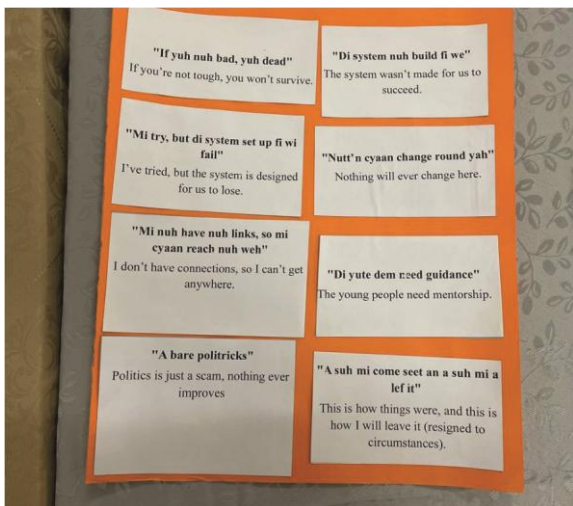 "If yuh nuh bad, yuh dead"
If you're not tough, you won't survive.
"Di system nuh build fi we"
The system wasn't made for us to
succeed.
"Mi try, but di system set up fi wi
fail"
I've tried, but the system is designed
for us to lose.
"Nutt'n cyaan change round yah"
Nothing will ever change here.
"Mi nuh have nuh links, so mi
cyaan reach nuh weh"
I don't have connections, so I can't get
anywhere.
"Di yute dem need guidance"
The young people need mentorship.
"A bare politricks"
Politics is just a scam, nothing ever
improves
"A suh mi come seet an a suh mi a
lef it"
This is how things were, and this is
how I will leave it (resigned to
circumstances).